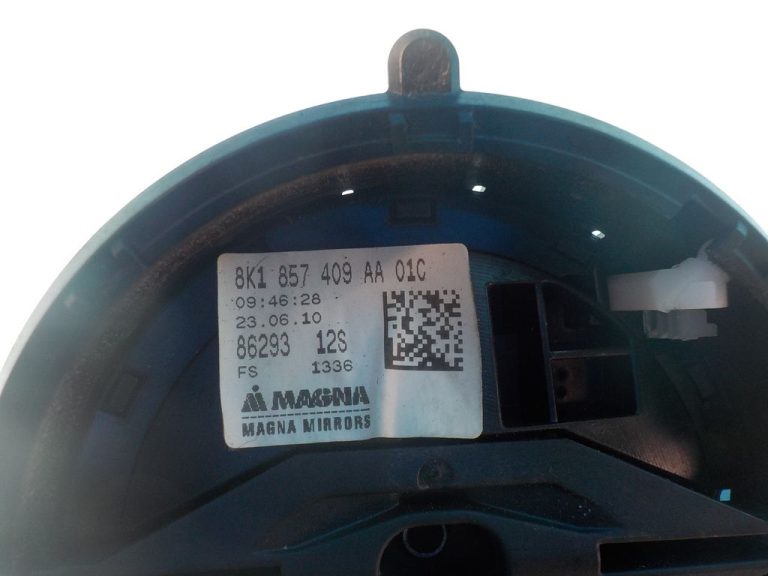 8K1 857 409 AA 01C
09:46:28
23.06.10
86293 12S
FS 1336
MAGNA
MAGNA MIRRORS